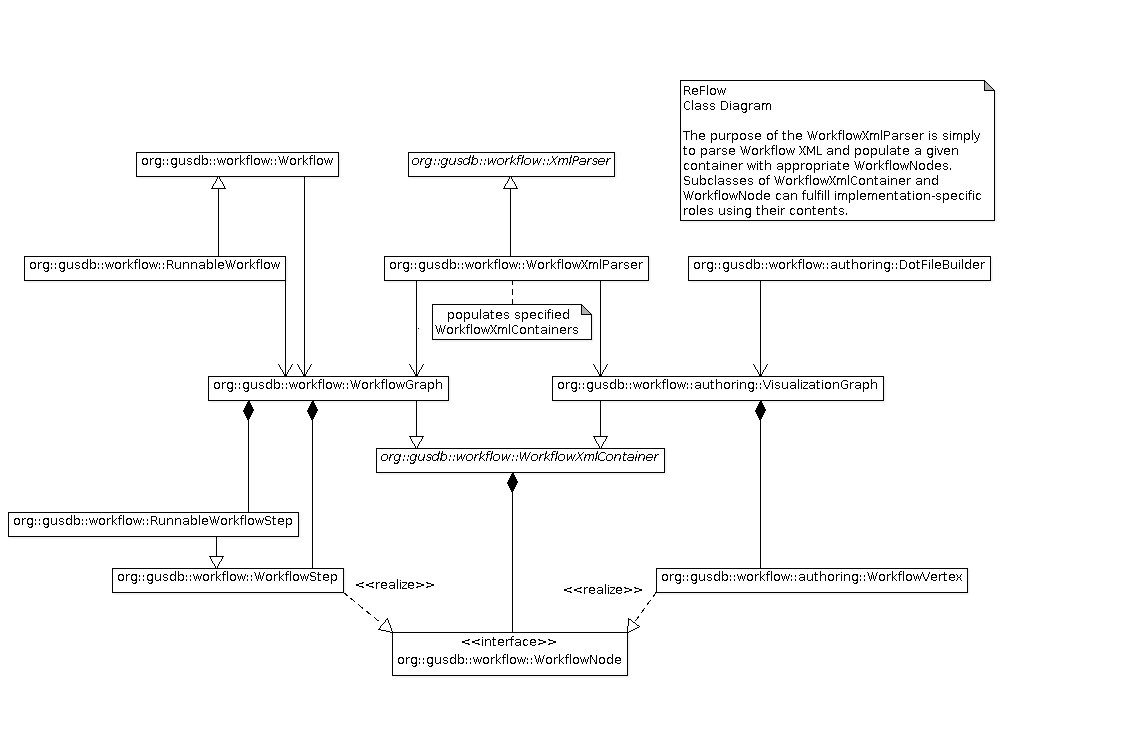 ReFlow
Class Diagram
The purpose of the WorkflowXmlParser is simply
to parse Workflow XML and populate a given
container with appropriate WorkflowNodes.
Subclasses of WorkflowXmlContainer and
WorkflowNode can fulfill implementation-specific
roles using their contents.
org::gusdb::workflow::Workflow
org::gusdb::workflow::XmlParser
org::gusdb::workflow::RunnableWorkflow
org::gusdb::workflow::WorkflowXmlParser
org::gusdb::workflow::authoring::DotFileBuilder
populates specified
WorkflowXmlContainers
org::gusdb::workflow::WorkflowGraph
org::gusdb::workflow::authoring::VisualizationGraph
org::gusdb::workflow::WorkflowXmlContainer
org::gusdb::workflow::RunnableWorkflowStep
org::gusdb::workflow::WorkflowStep
<<realize>>
<<realize>>
org::gusdb::workflow::authoring::WorkflowVertex
<<interface>>
org::gusdb::workflow::WorkflowNode